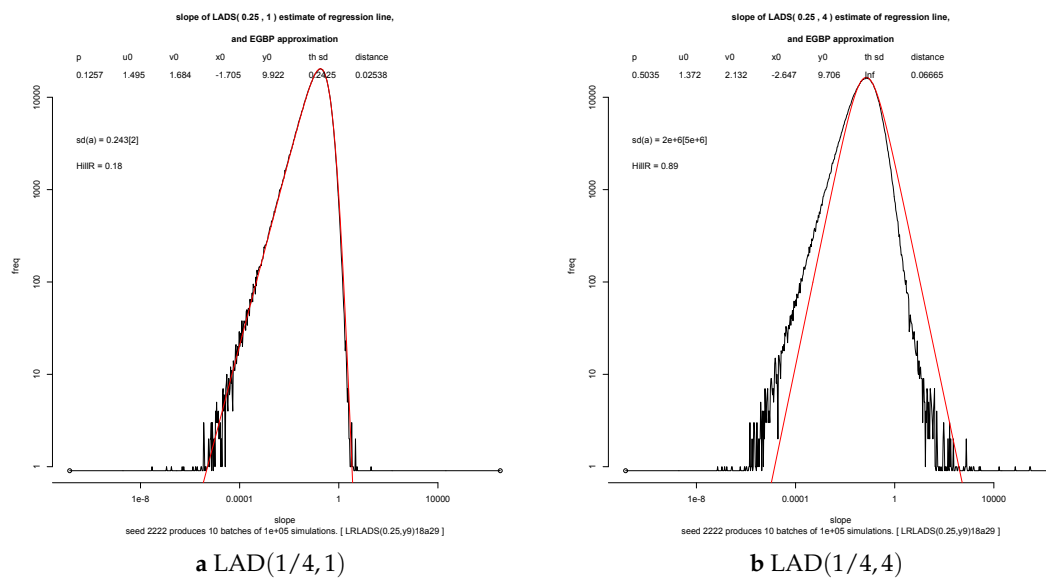 slope of LADS( 0.25 , 1 ) estimate of regression line,
and EGBP approximation
p u0 v0 x0 y0 th sd distance
0.1257 1.495 1.684 -1.705 9.922 0.2425 0.02538
sd(a) = 0.243[2]
HillR = 0.18
freq
10000
1000
100
10
1
1e-8 0.0001 1 10000
slope
seed 2222 produces 10 batches of 1e+05 simulations. [ LRLADS(0.25,y9)18a29 ]
a LAD(1/4, 1)
slope of LADS( 0.25 , 4 ) estimate of regression line,
and EGBP approximation
p u0 v0 x0 y0 th sd distance
0.5035 1.372 2.132 -2.647 9.706 Inf 0.06665
sd(a) = 2e+6[5e+6]
HillR = 0.89
freq
10000
1000
100
10
1
1e-8 0.0001 1 10000
slope
seed 2222 produces 10 batches of 1e+05 simulations. [ LRLADS(0.25,y9)18a29 ]
b LAD(1/4, 4)